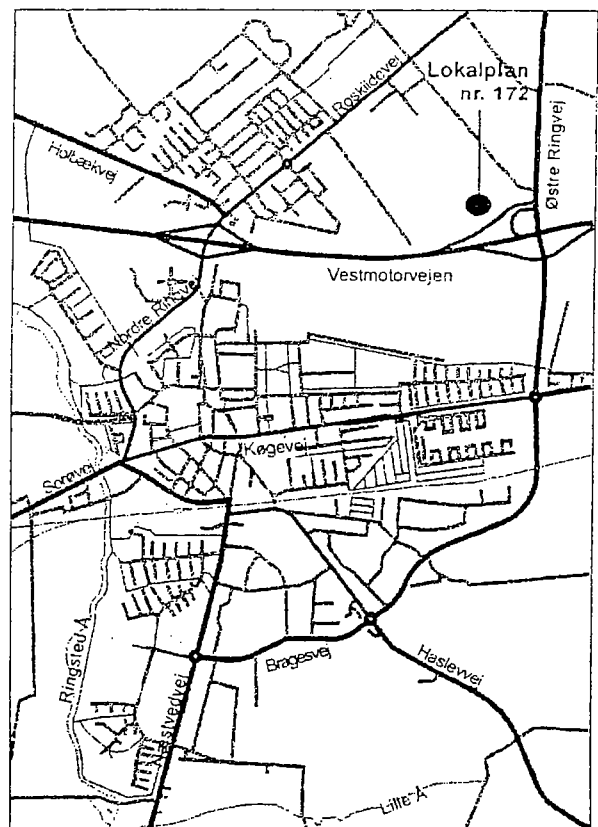 Lokalplan
nr. 172
Roskildevej
Holbækvej
Østre Ringvej
Vestmotorvejen
Nordre Ringvej
Køgevej
Sorøvej
Ringsted Å
Næstvedvej
Bragesvej
Haslevvej
Lille Å